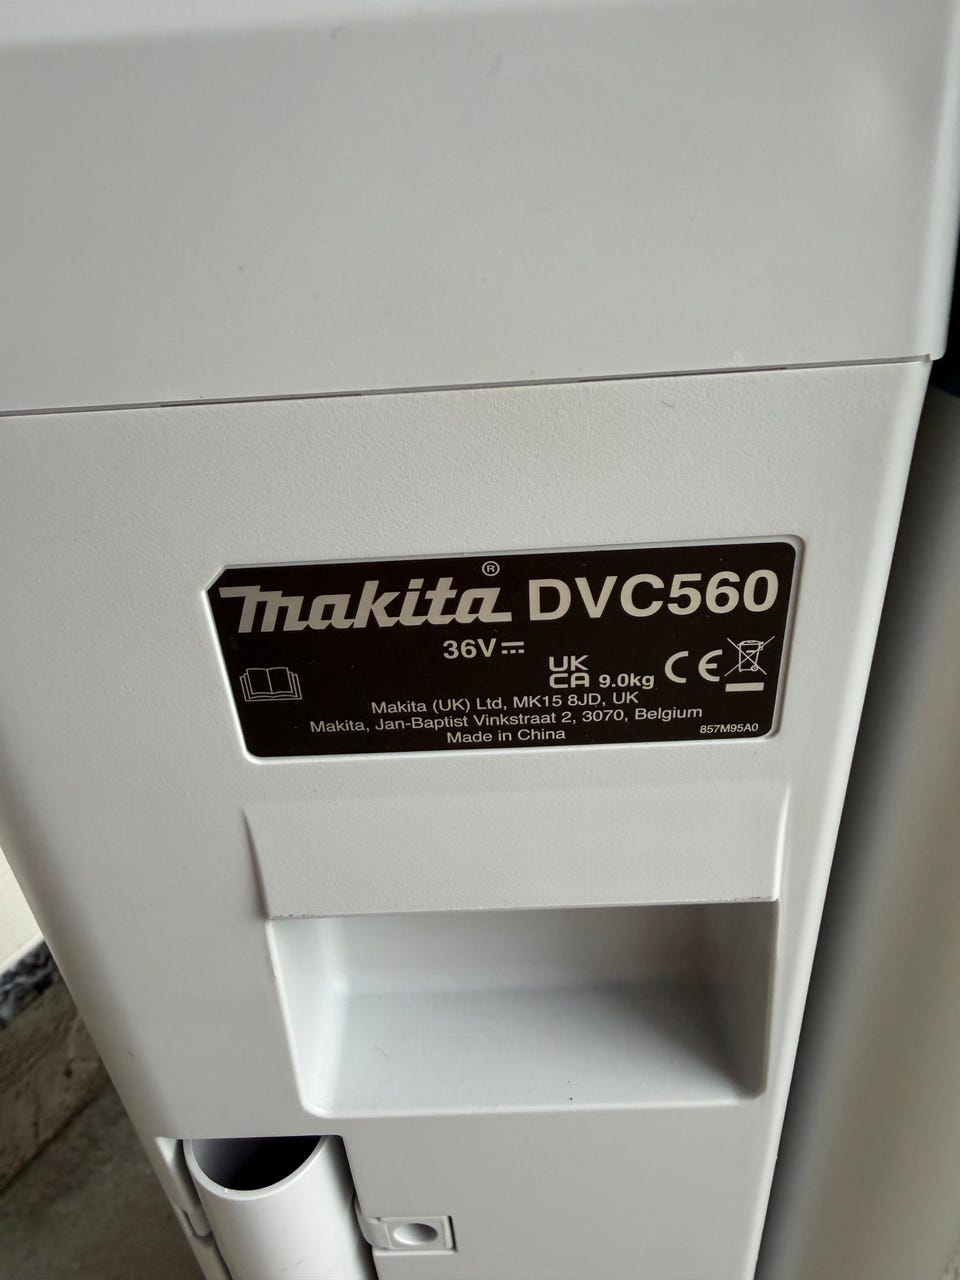 makita® DVC560
36V⎓
UK
CA 9.0kg CE
Makita (UK) Ltd, MK15 8JD, UK
Makita, Jan-Baptist Vinkstraat 2, 3070, Belgium
Made in China 857M95A0